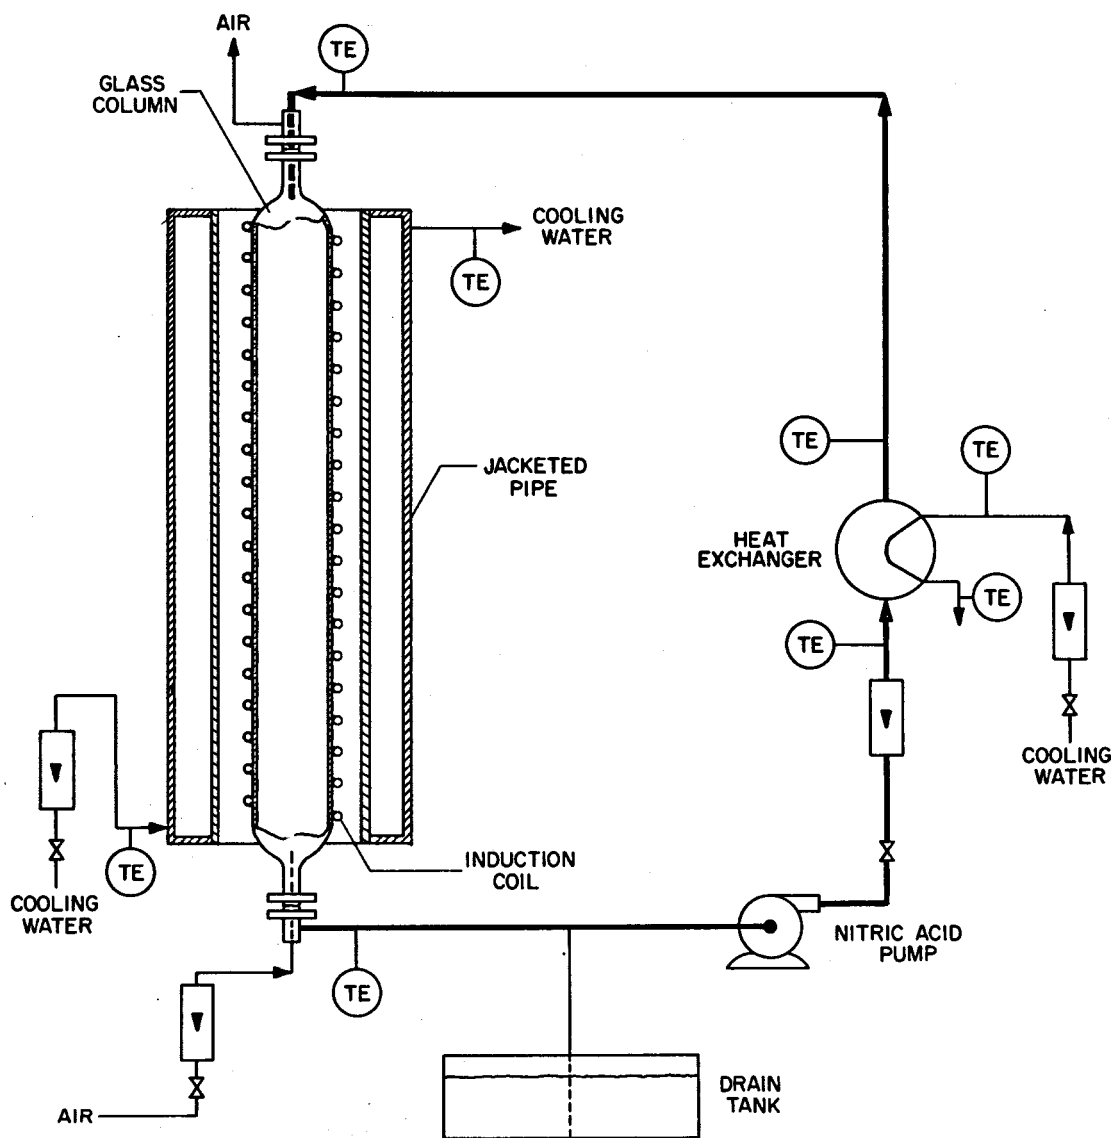 AIR
TE
GLASS
COLUMN
COOLING
WATER
TE
JACKETED
PIPE
TE
TE
HEAT
EXCHANGER
TE
TE
COOLING
WATER
INDUCTION
COIL
TE
COOLING
WATER
NITRIC ACID
PUMP
TE
DRAIN
TANK
AIR